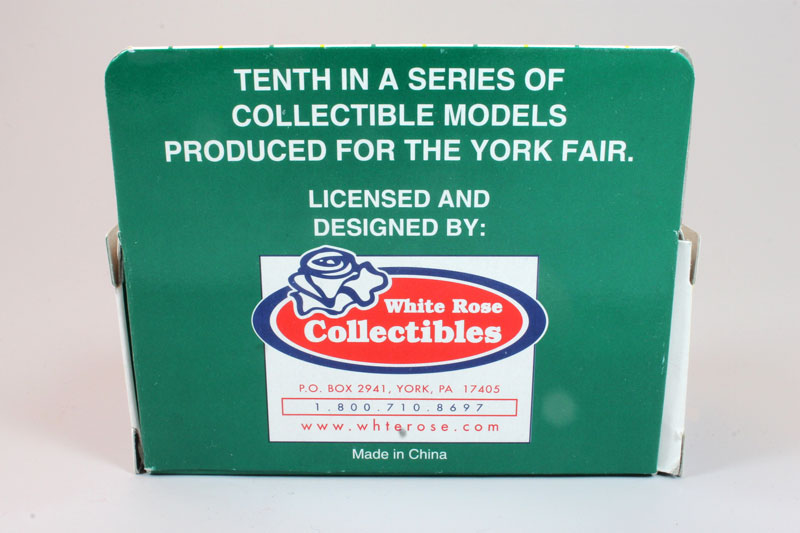 TENTH IN A SERIES OF
COLLECTIBLE MODELS
PRODUCED FOR THE YORK FAIR.
LICENSED AND
DESIGNED BY:
White Rose
Collectibles
P.O. BOX 2941, YORK, PA 17405
1.800.710.8697
www.whterose.com
Made in China